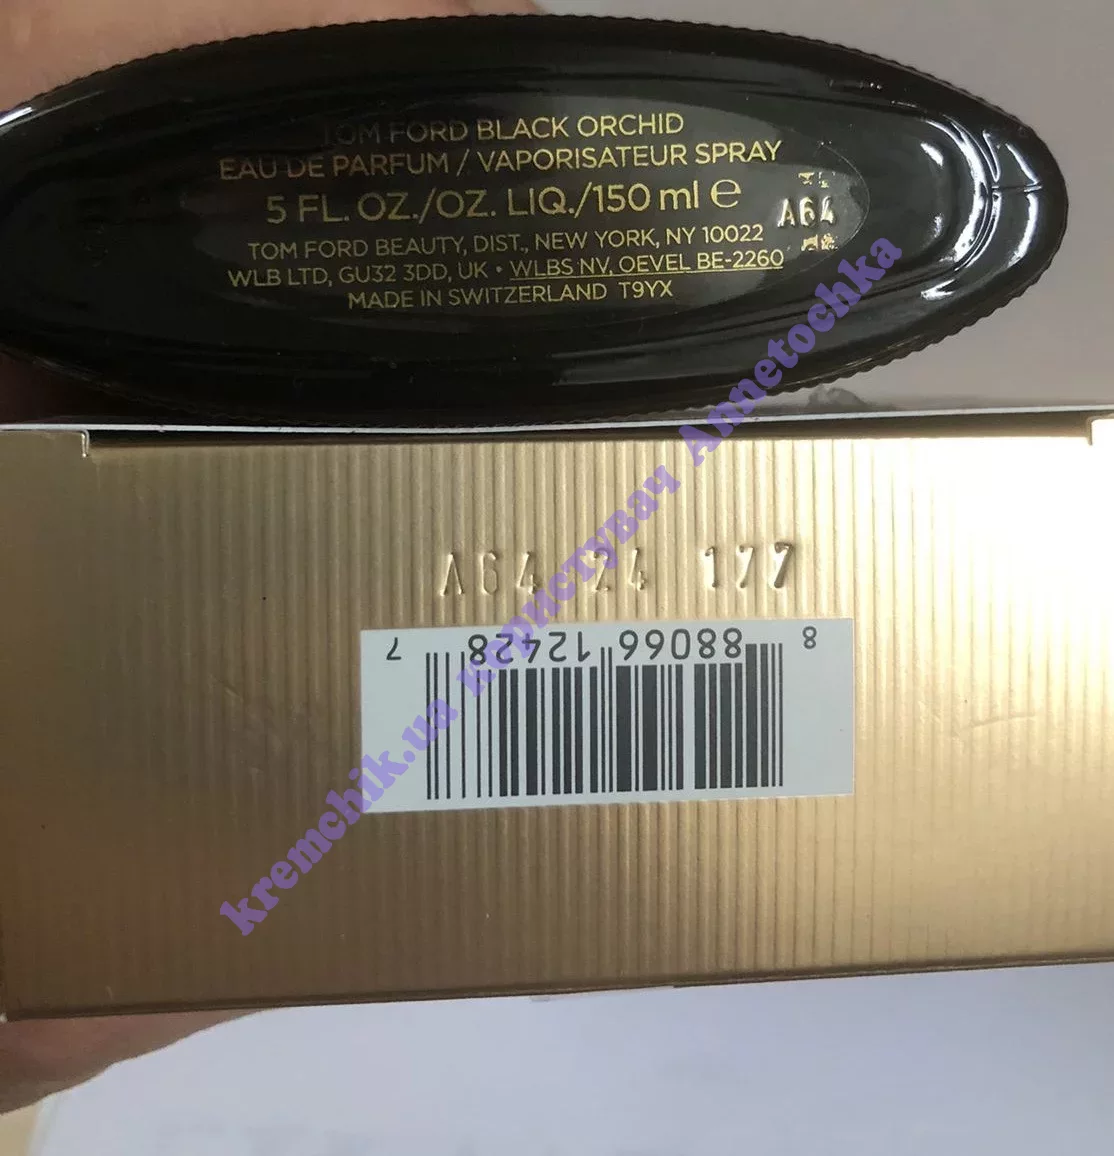 TOM FORD BLACK ORCHID
EAU DE PARFUM / VAPORISATEUR SPRAY
5 FL. OZ./OZ. LIQ./150 ml ℮
A64
TOM FORD BEAUTY, DIST., NEW YORK, NY 10022
WLB LTD, GU32 3DD, UK • WLBS NV, OEVEL BE-2260
MADE IN SWITZERLAND T9YX
A64 24 177
8 88066 12428 7
kremchik.ua користувач Annetochka